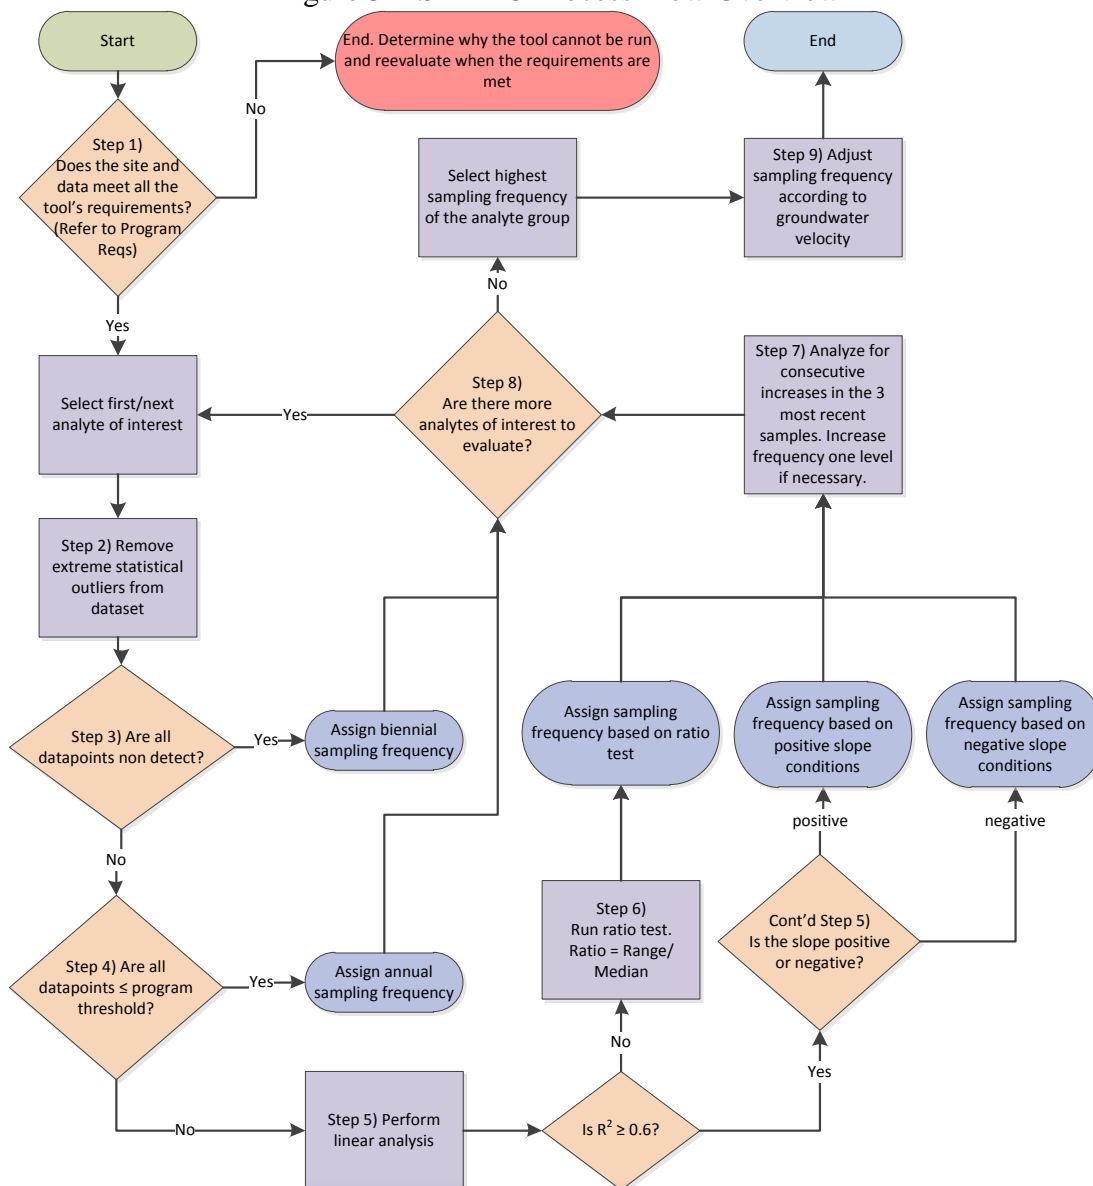 Start
End. Determine why the tool cannot be run
and reevaluate when the requirements are
met
End
No
Step 1)
Does the site and
data meet all the
tool's requirements?
(Refer to Program
Reqs)
Select highest
sampling frequency
of the analyte group
Step 9) Adjust
sampling frequency
according to
groundwater
velocity
No
Yes
Select first/next
analyte of interest
Yes
Step 8)
Are there more
analytes of interest to
evaluate?
Step 7) Analyze for
consecutive
increases in the 3
most recent
samples. Increase
frequency one level
if necessary.
Step 2) Remove
extreme statistical
outliers from
dataset
Step 3) Are all
datapoints non detect?
Yes
Assign biennial
sampling frequency
Assign sampling
frequency based on ratio
test
Assign sampling
frequency based on
positive slope
conditions
Assign sampling
frequency based on
negative slope
conditions
positive
negative
No
Step 4) Are all
datapoints ≤ program
threshold?
Yes
Assign annual
sampling frequency
Step 6)
Run ratio test.
Ratio = Range/
Median
Cont'd Step 5)
Is the slope positive
or negative?
No
Yes
No
Step 5) Perform
linear analysis
Is R² ≥ 0.6?